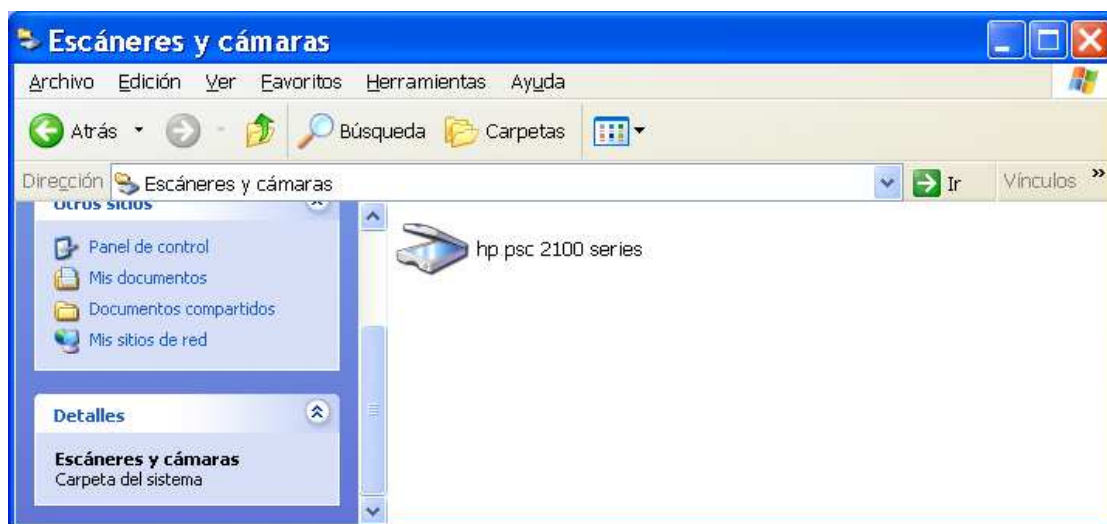 Escáneres y cámaras
Archivo Edición Ver Favoritos Herramientas Ayuda
Atrás Búsqueda Carpetas
Dirección Escáneres y cámaras Ir Vínculos »
Otros sitios
Panel de control
Mis documentos
Documentos compartidos
Mis sitios de red
Detalles
Escáneres y cámaras
Carpeta del sistema
hp psc 2100 series